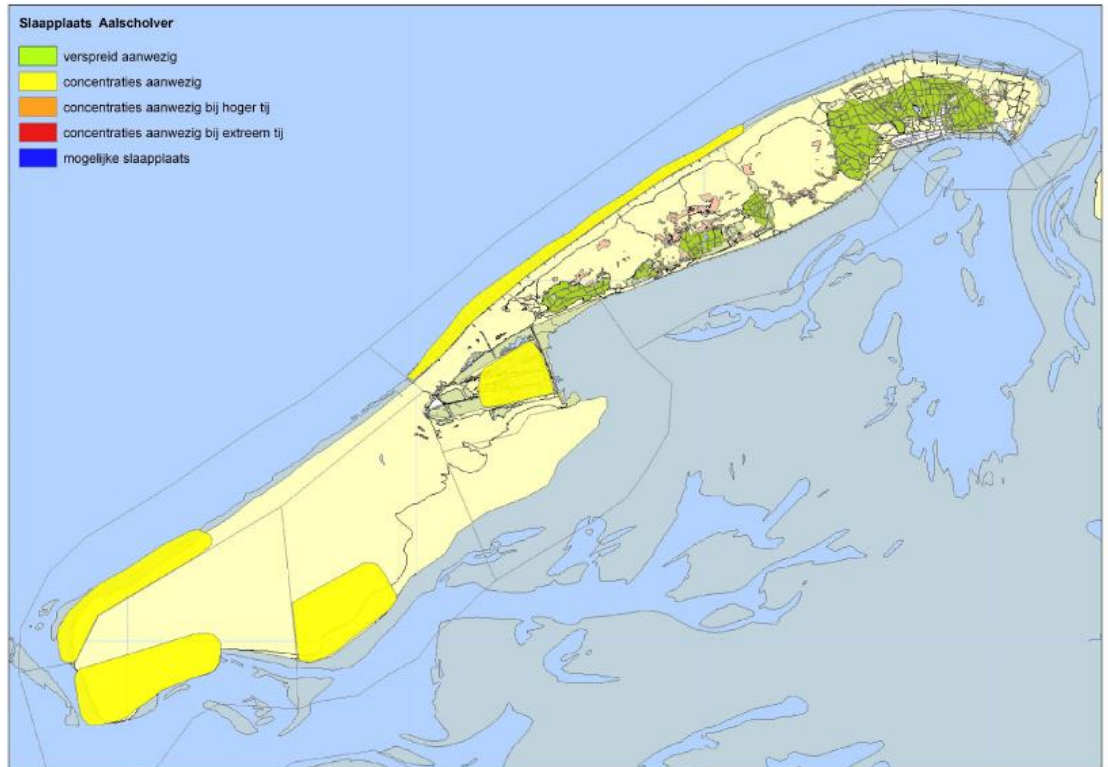 Slaapplaats Aalscholver
verspreid aanwezig
concentraties aanwezig
concentraties aanwezig bij hoger tij
concentraties aanwezig bij extreem tij
mogelijke slaapplaats